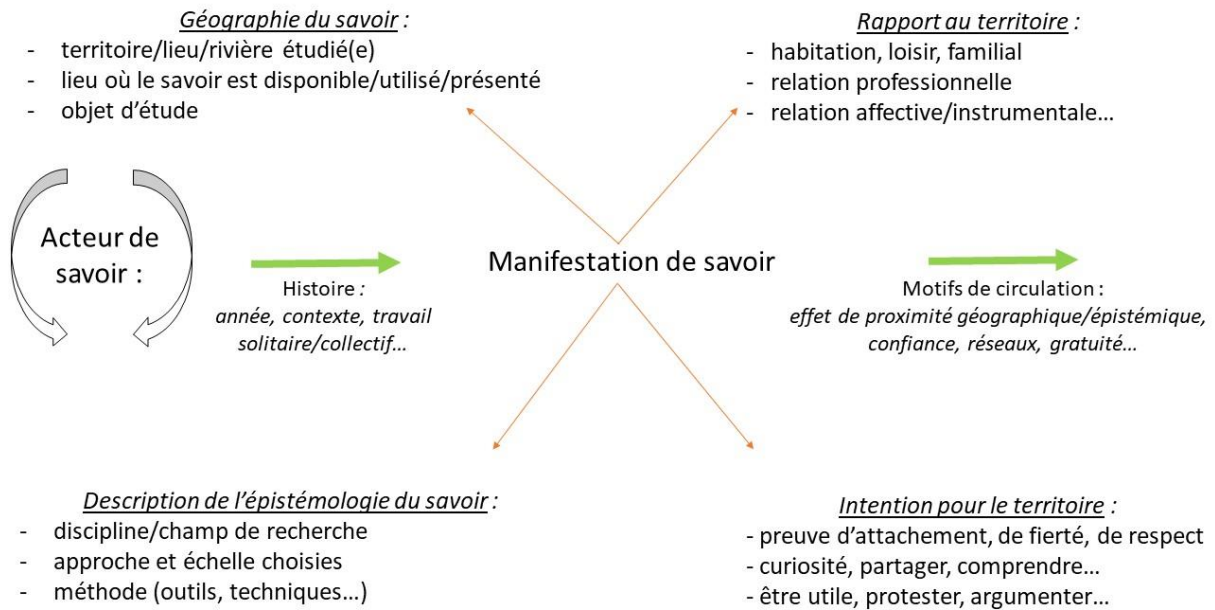 Géographie du savoir :
- territoire/lieu/rivière étudié(e)
- lieu où le savoir est disponible/utilisé/présenté
- objet d’étude
Rapport au territoire :
- habitation, loisir, familial
- relation professionnelle
- relation affective/instrumentale…
Acteur de
savoir :
Histoire :
année, contexte, travail
solitaire/collectif…
Manifestation de savoir
Motifs de circulation :
effet de proximité géographique/épistémique,
confiance, réseaux, gratuité…
Description de l’épistémologie du savoir :
- discipline/champ de recherche
- approche et échelle choisies
- méthode (outils, techniques…)
Intention pour le territoire :
- preuve d’attachement, de fierté, de respect
- curiosité, partager, comprendre…
- être utile, protester, argumenter…